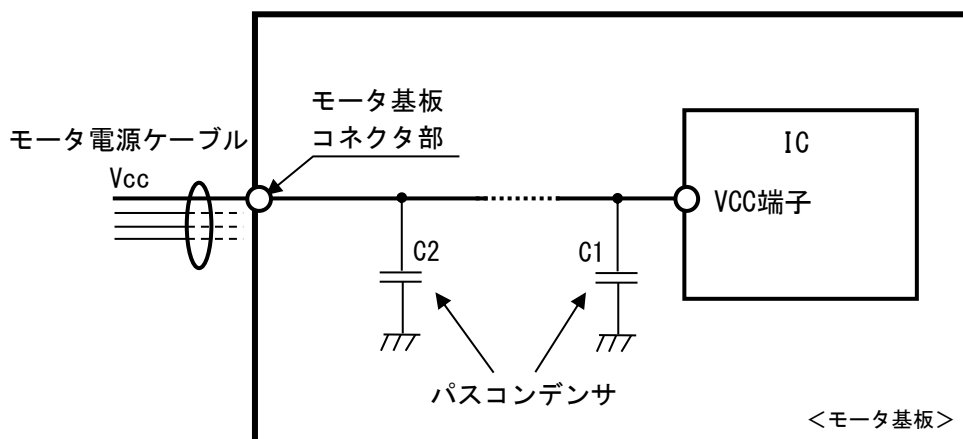 モータ基板
コネクタ部
モータ電源ケーブル
Vcc
IC
VCC端子
C2
C1
パスコンデンサ
<モータ基板>